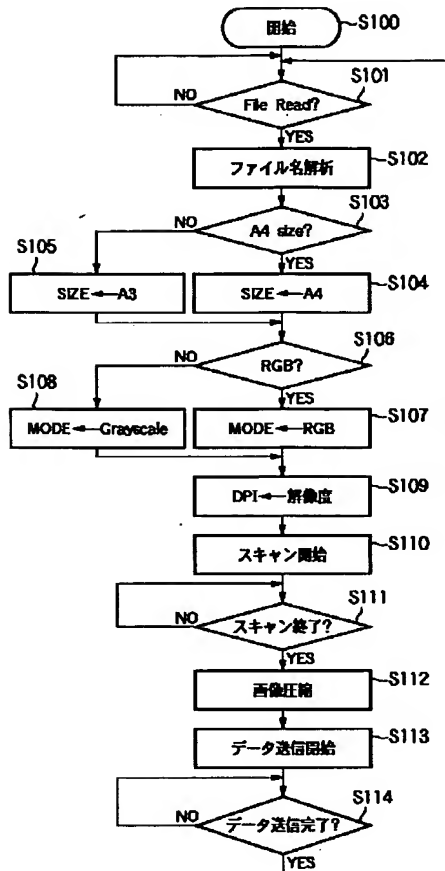 開始
S100
S101
File Read?
NO
YES
ファイル名解析
S102
S103
A4 size?
NO
YES
S105
SIZE←A3
SIZE←A4
S104
S106
RGB?
NO
YES
S108
MODE←Grayscale
MODE←RGB
S107
DPI←解像度
S109
スキャン開始
S110
S111
スキャン終了?
NO
YES
画像圧縮
S112
データ送信開始
S113
S114
データ送信完了?
NO
YES